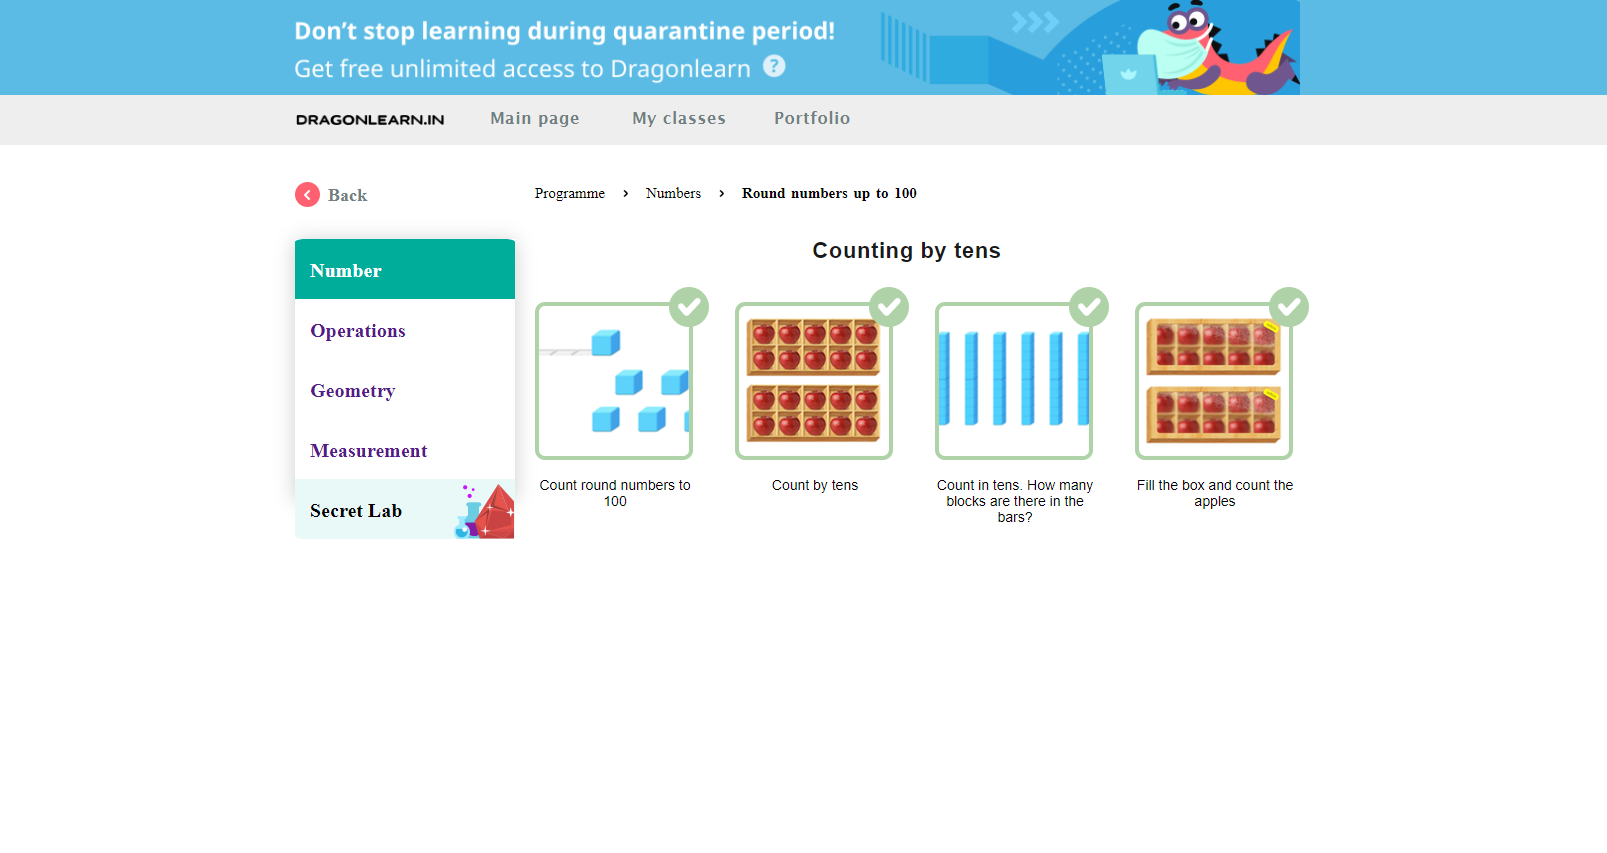 Don’t stop learning during quarantine period!
Get free unlimited access to Dragonlearn ?
DRAGONLEARN.IN Main page My classes Portfolio
Back
Programme › Numbers › Round numbers up to 100
Number
Operations
Geometry
Measurement
Secret Lab
Counting by tens
Count round numbers to
100
Count by tens
Count in tens. How many
blocks are there in the
bars?
Fill the box and count the
apples